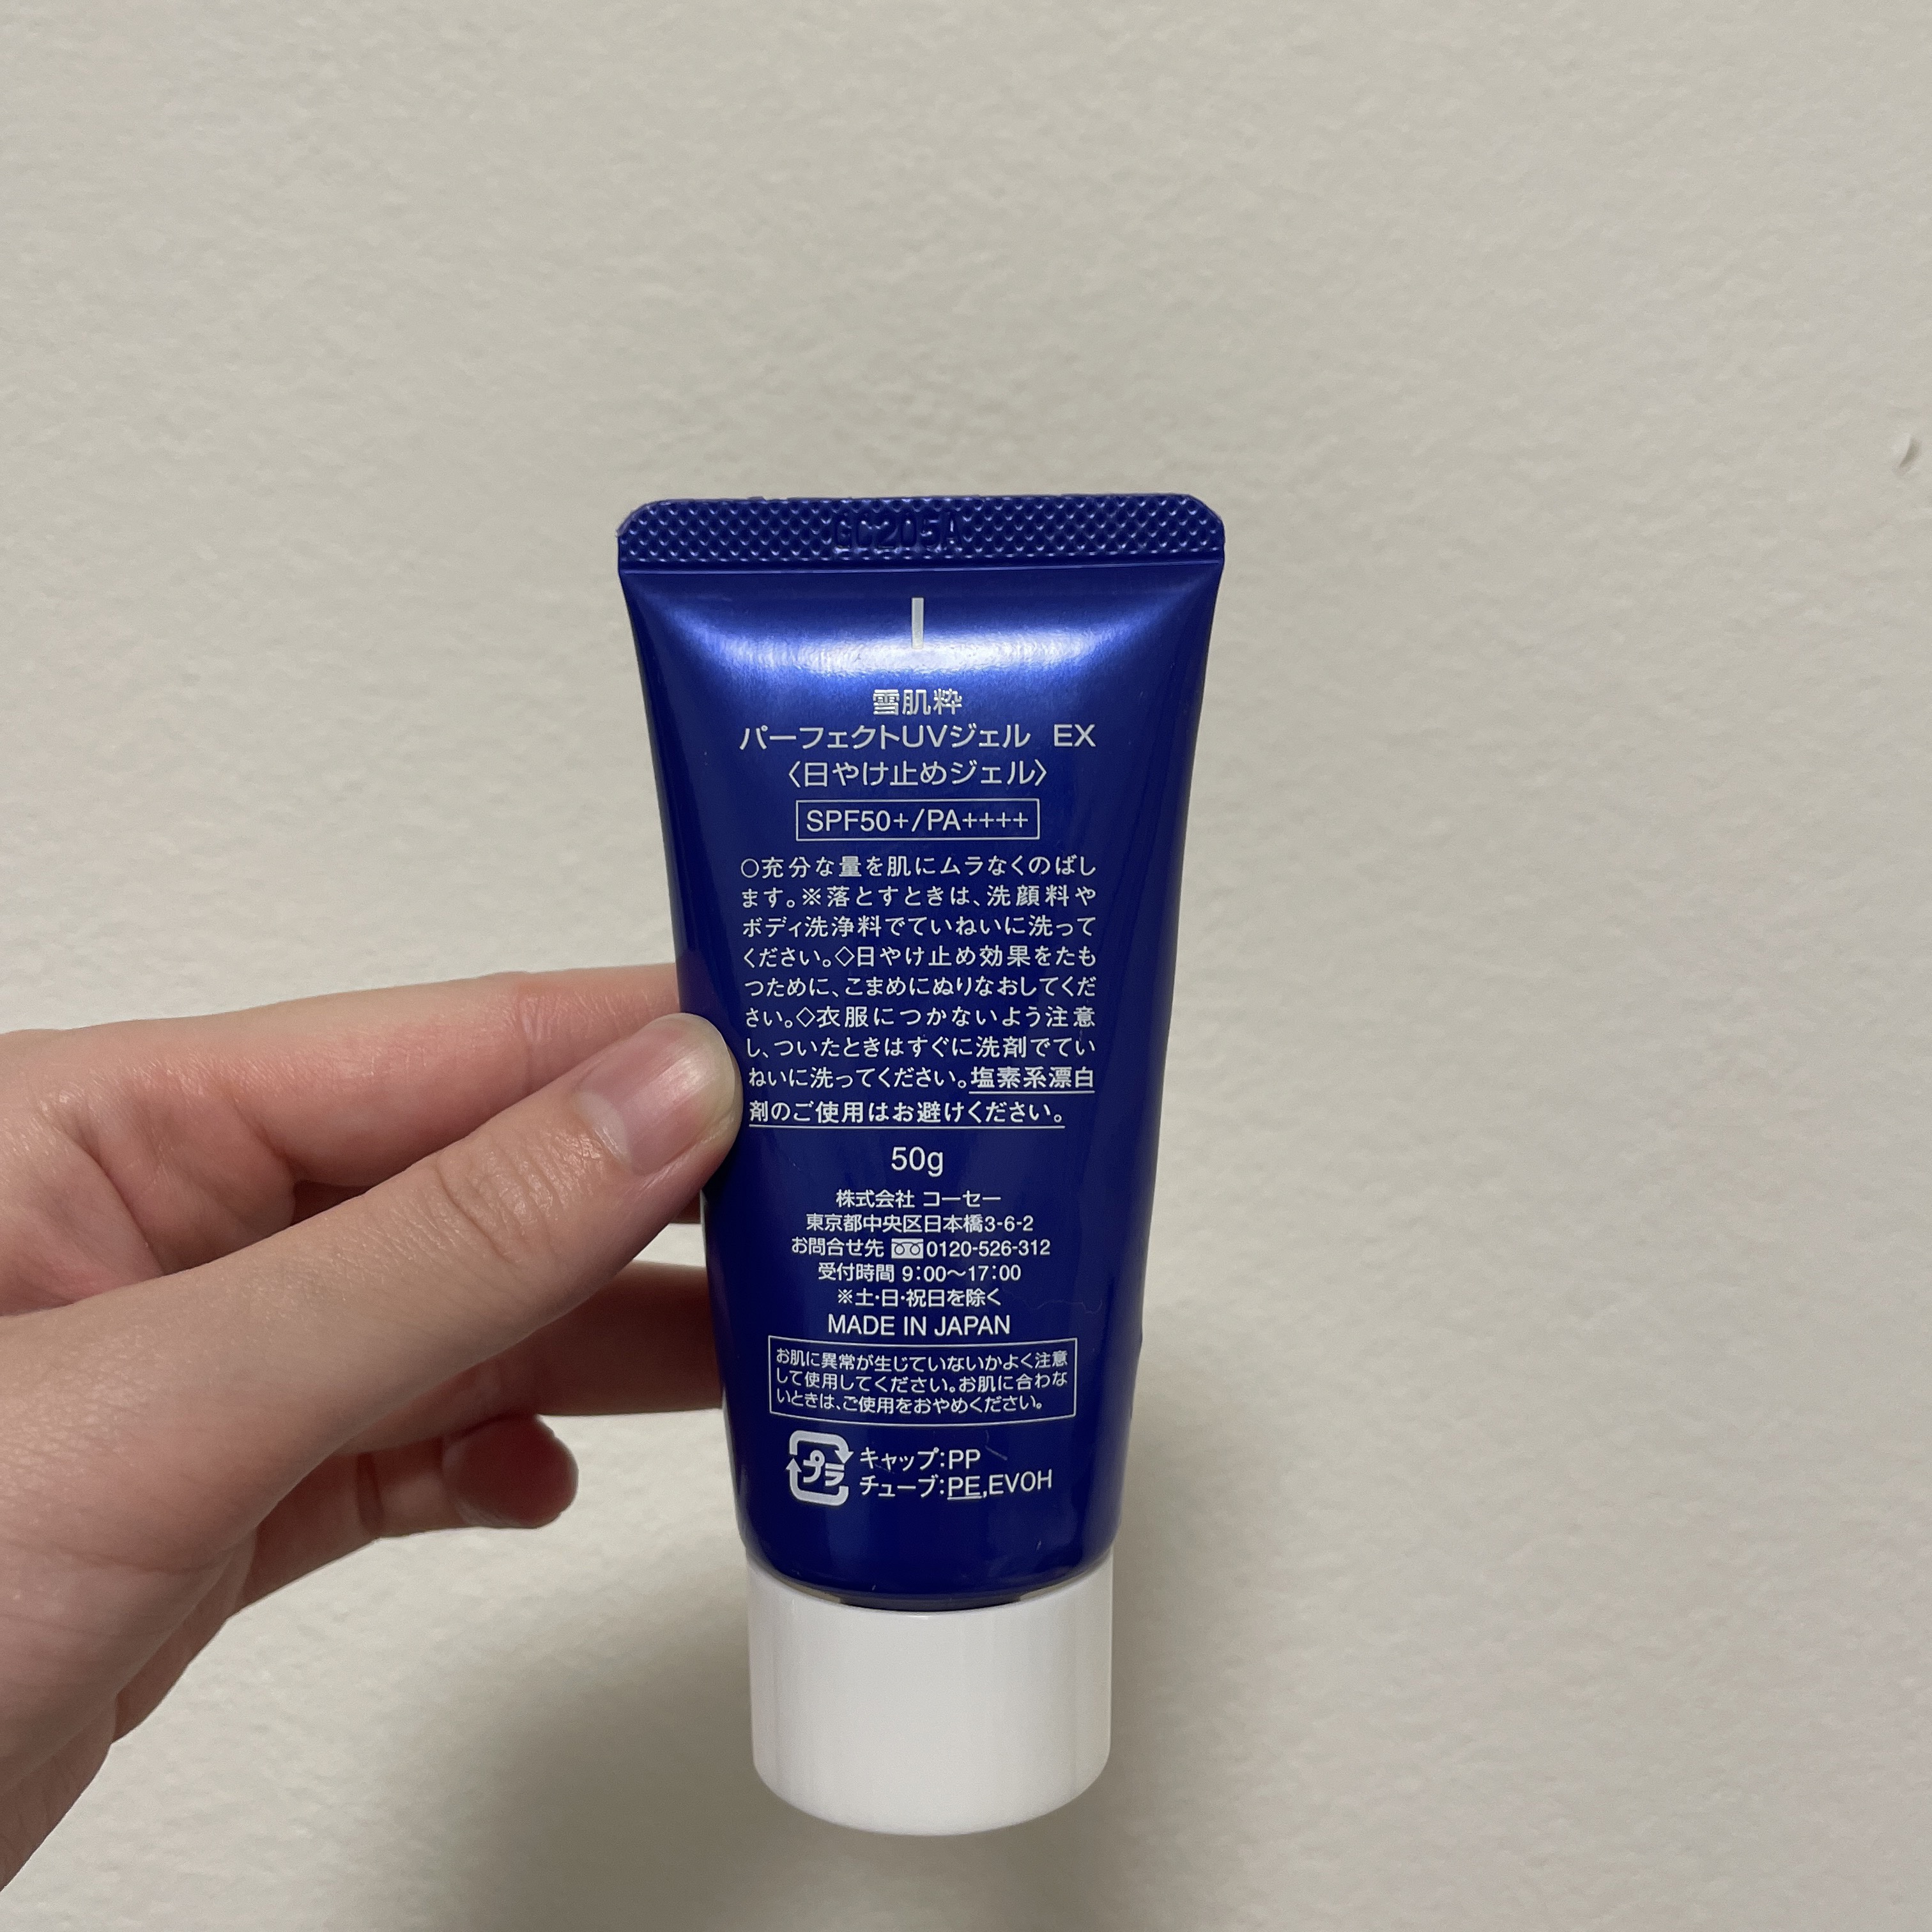 GC205A
雪肌粋
パーフェクトUVジェル EX
〈日やけ止めジェル〉
SPF50+/PA++++
○充分な量を肌にムラなくのばし
ます。※落とすときは、洗顔料や
ボディ洗浄料でていねいに洗って
ください。◇日やけ止め効果をたも
つために、こまめにぬりなおしてくだ
さい。◇衣服につかないよう注意
し、ついたときはすぐに洗剤でてい
ねいに洗ってください。塩素系漂白
剤のご使用はお避けください。
50g
株式会社 コーセー
東京都中央区日本橋3-6-2
お問合せ先 0120-526-312
受付時間 9:00〜17:00
※土・日・祝日を除く
MADE IN JAPAN
お肌に異常が生じていないかよく注意
して使用してください。お肌に合わな
いときは、ご使用をおやめください。
プラ
キャップ:PP
チューブ:PE,EVOH